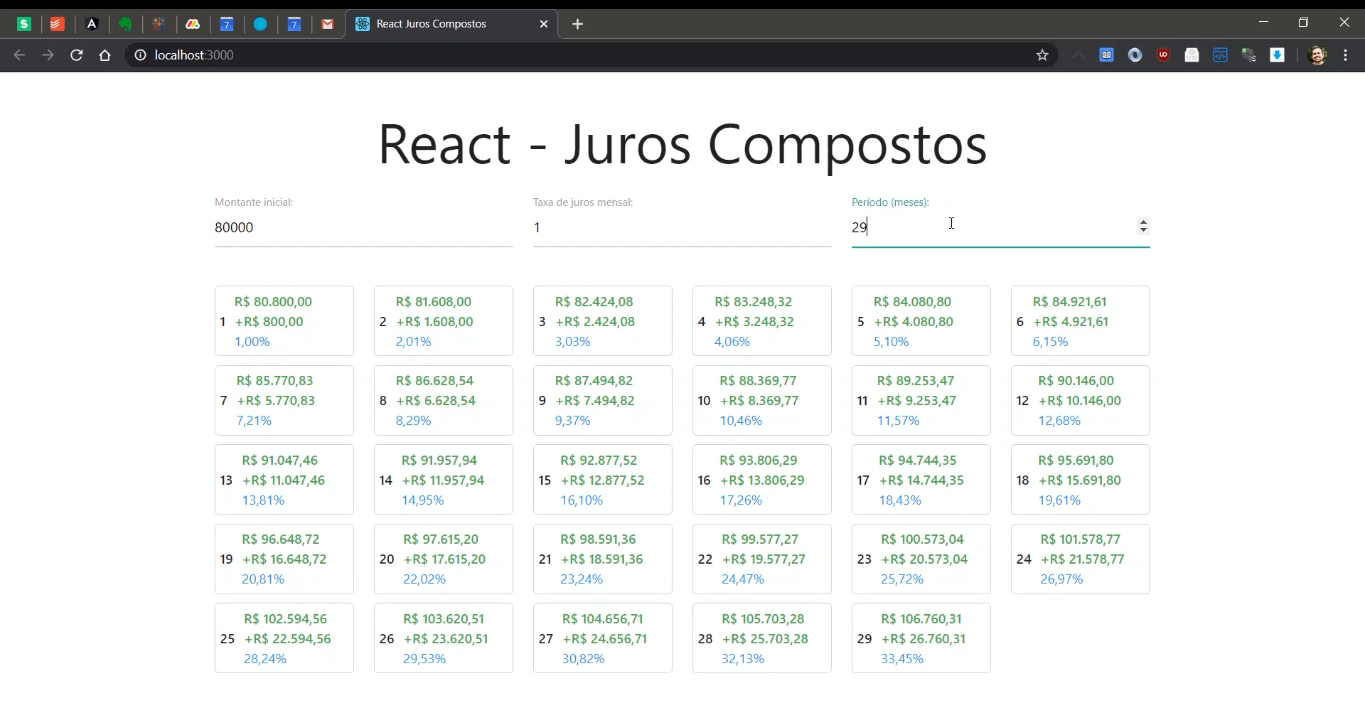 React Juros Compostos
localhost:3000
React - Juros Compostos
Montante inicial:
80000
Taxa de juros mensal:
1
Período (meses):
29
R$ 80.800,00
1 +R$ 800,00
1,00%
R$ 81.608,00
2 +R$ 1.608,00
2,01%
R$ 82.424,08
3 +R$ 2.424,08
3,03%
R$ 83.248,32
4 +R$ 3.248,32
4,06%
R$ 84.080,80
5 +R$ 4.080,80
5,10%
R$ 84.921,61
6 +R$ 4.921,61
6,15%
R$ 85.770,83
7 +R$ 5.770,83
7,21%
R$ 86.628,54
8 +R$ 6.628,54
8,29%
R$ 87.494,82
9 +R$ 7.494,82
9,37%
R$ 88.369,77
10 +R$ 8.369,77
10,46%
R$ 89.253,47
11 +R$ 9.253,47
11,57%
R$ 90.146,00
12 +R$ 10.146,00
12,68%
R$ 91.047,46
13 +R$ 11.047,46
13,81%
R$ 91.957,94
14 +R$ 11.957,94
14,95%
R$ 92.877,52
15 +R$ 12.877,52
16,10%
R$ 93.806,29
16 +R$ 13.806,29
17,26%
R$ 94.744,35
17 +R$ 14.744,35
18,43%
R$ 95.691,80
18 +R$ 15.691,80
19,61%
R$ 96.648,72
19 +R$ 16.648,72
20,81%
R$ 97.615,20
20 +R$ 17.615,20
22,02%
R$ 98.591,36
21 +R$ 18.591,36
23,24%
R$ 99.577,27
22 +R$ 19.577,27
24,47%
R$ 100.573,04
23 +R$ 20.573,04
25,72%
R$ 101.578,77
24 +R$ 21.578,77
26,97%
R$ 102.594,56
25 +R$ 22.594,56
28,24%
R$ 103.620,51
26 +R$ 23.620,51
29,53%
R$ 104.656,71
27 +R$ 24.656,71
30,82%
R$ 105.703,28
28 +R$ 25.703,28
32,13%
R$ 106.760,31
29 +R$ 26.760,31
33,45%